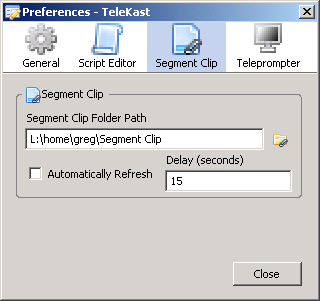 Preferences - TeleKast
General Script Editor Segment Clip Teleprompter
Segment Clip
Segment Clip Folder Path
L:\home\greg\Segment Clip
Delay (seconds)
Automatically Refresh 15
Close